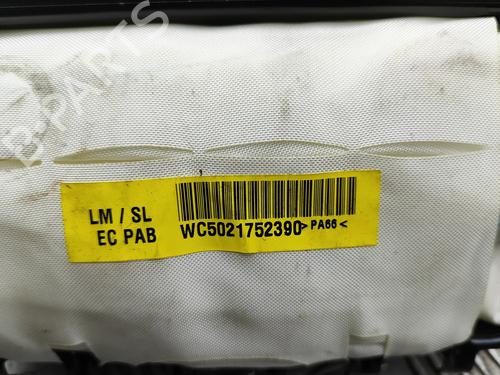 B-PARTS
LM / SL
EC PAB
WC5021752390 >PA66<